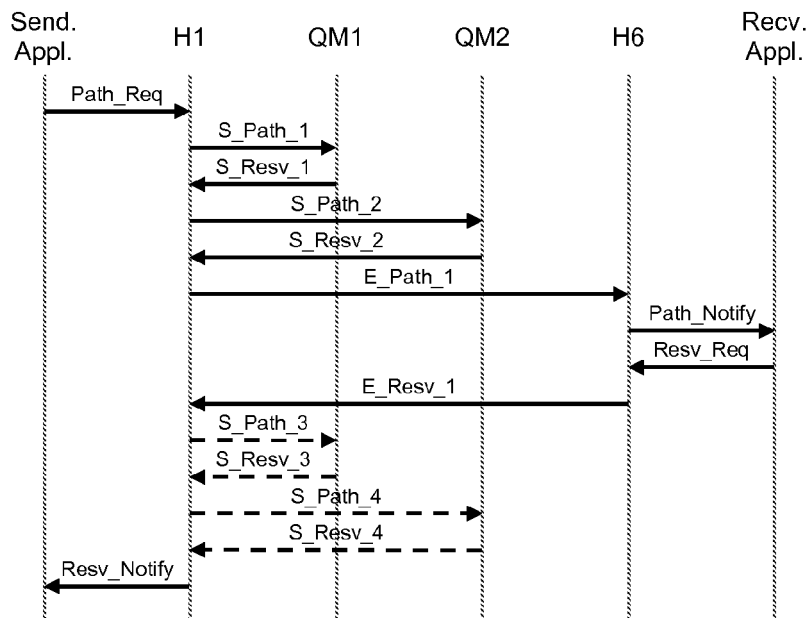 Send.
Appl.
H1
QM1
QM2
H6
Recv.
Appl.
Path_Req
S_Path_1
S_Resv_1
S_Path_2
S_Resv_2
E_Path_1
Path_Notify
Resv_Req
E_Resv_1
S_Path_3
S_Resv_3
S_Path_4
S_Resv_4
Resv_Notify